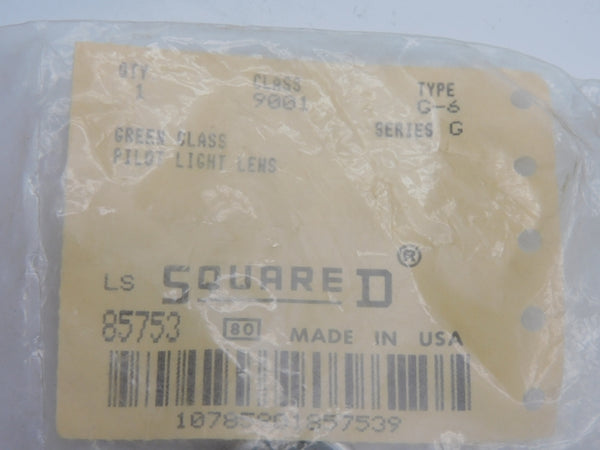 QTY CLASS TYPE
1 9001 G-6
SERIES G
GREEN GLASS
PILOT LIGHT LENS
LS SQUARE D ®
85753 80 MADE IN USA